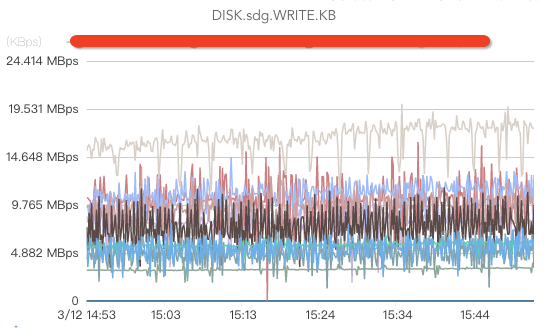 DISK.sdg.WRITE.KB
(KBps)
24.414 MBps
19.531 MBps
14.648 MBps
9.765 MBps
4.882 MBps
0
3/12 14:53 15:03 15:13 15:24 15:34 15:44